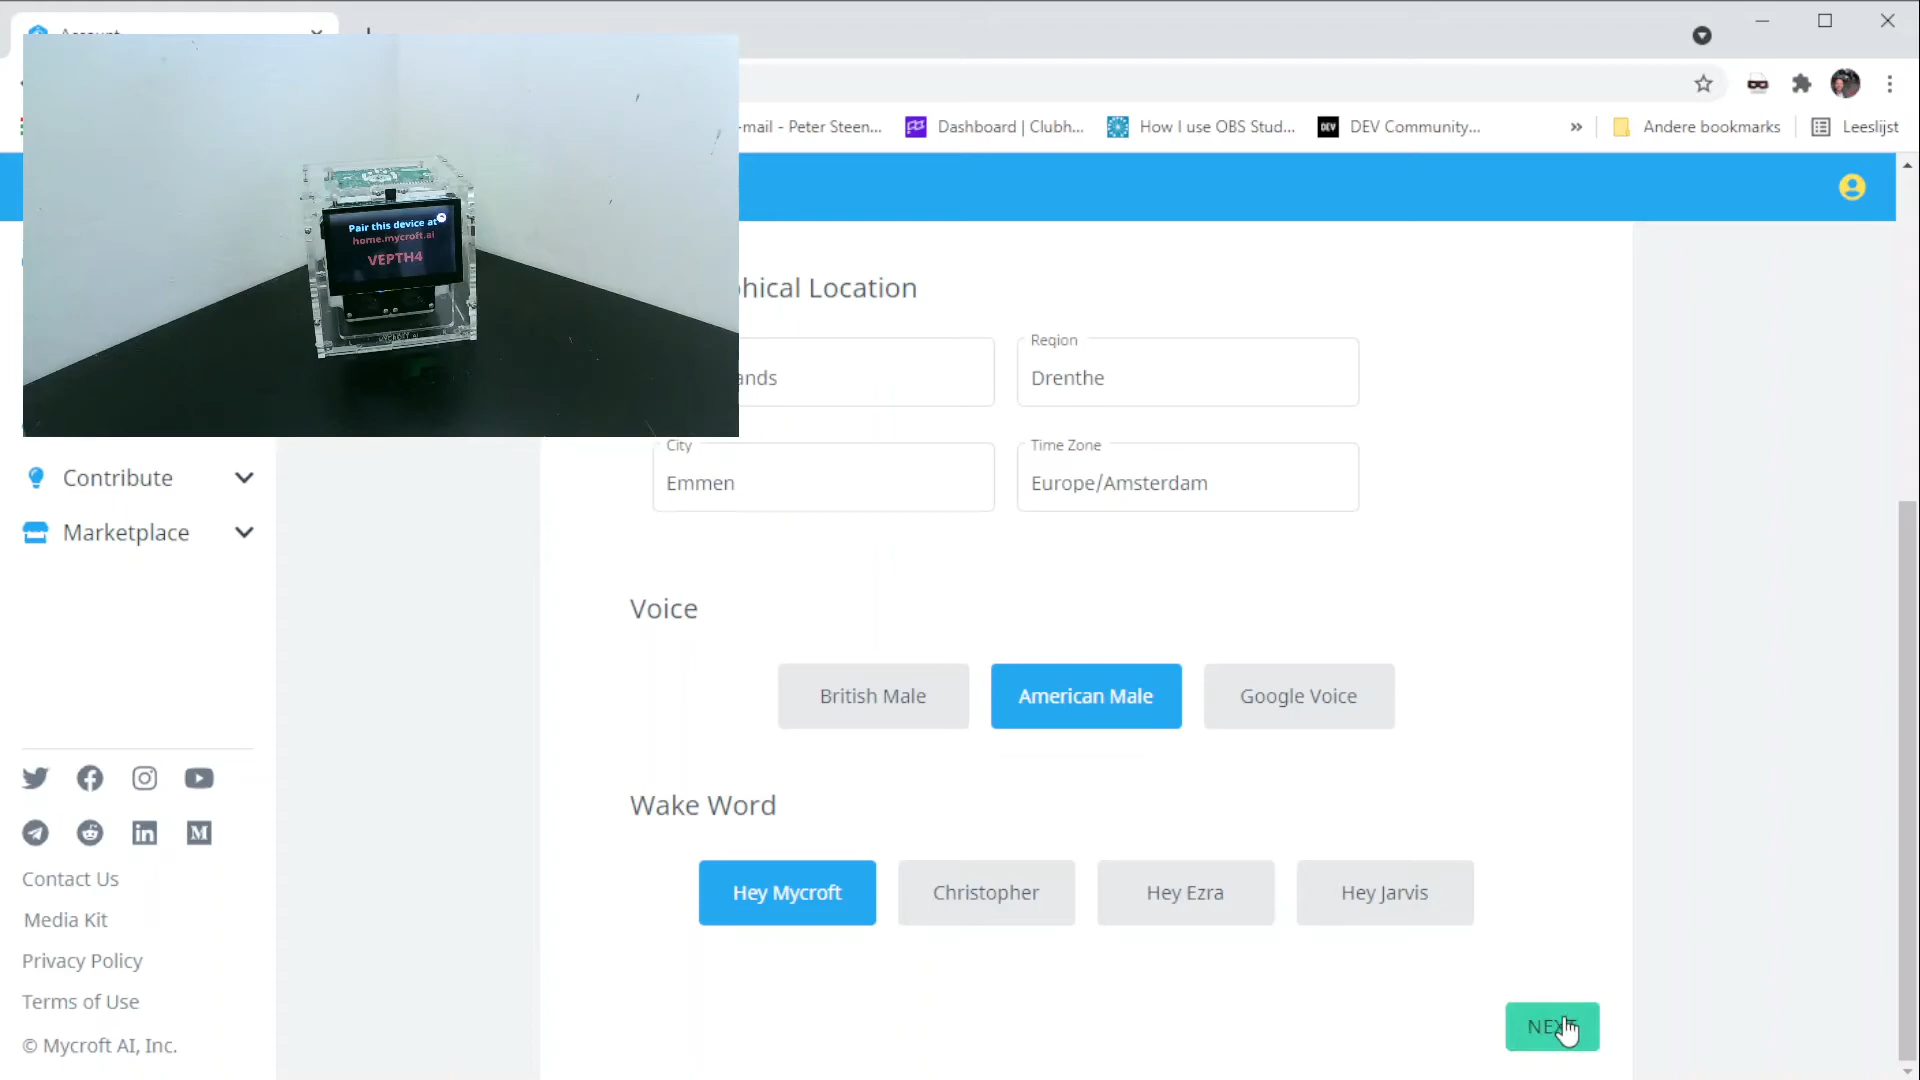 -mail - Peter Steen...
Dashboard | Clubh...
How I use OBS Stud...
DEV
DEV Community...
»
Andere bookmarks
Leeslijst
Pair this device at
home.mycroft.ai
VEPTH4
hical Location
ands
Region
Drenthe
City
Emmen
Time Zone
Europe/Amsterdam
Contribute
Marketplace
Voice
British Male
American Male
Google Voice
Wake Word
Hey Mycroft
Christopher
Hey Ezra
Hey Jarvis
Contact Us
Media Kit
Privacy Policy
Terms of Use
© Mycroft AI, Inc.
NEXT